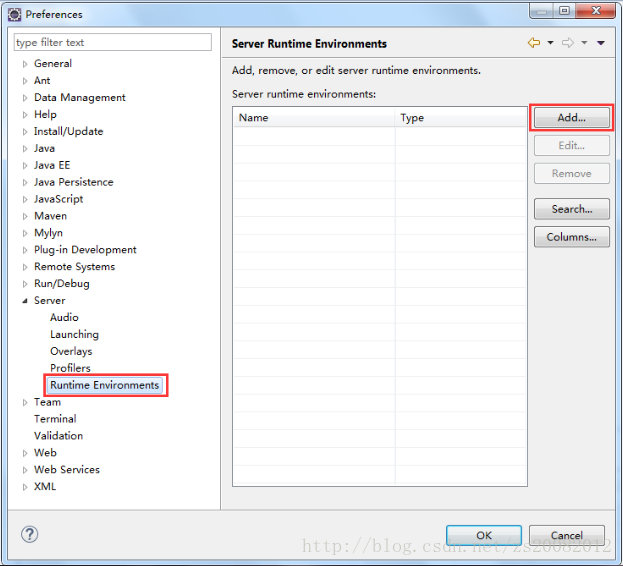 Preferences
type filter text
General
Ant
Data Management
Help
Install/Update
Java
Java EE
Java Persistence
JavaScript
Maven
Mylyn
Plug-in Development
Remote Systems
Run/Debug
Server
Audio
Launching
Overlays
Profilers
Runtime Environments
Team
Terminal
Validation
Web
Web Services
XML
Server Runtime Environments
Add, remove, or edit server runtime environments.
Server runtime environments:
Name Type
Add...
Edit...
Remove
Search...
Columns...
?
OK Cancel
http://blog.csdn.net/zs20082012